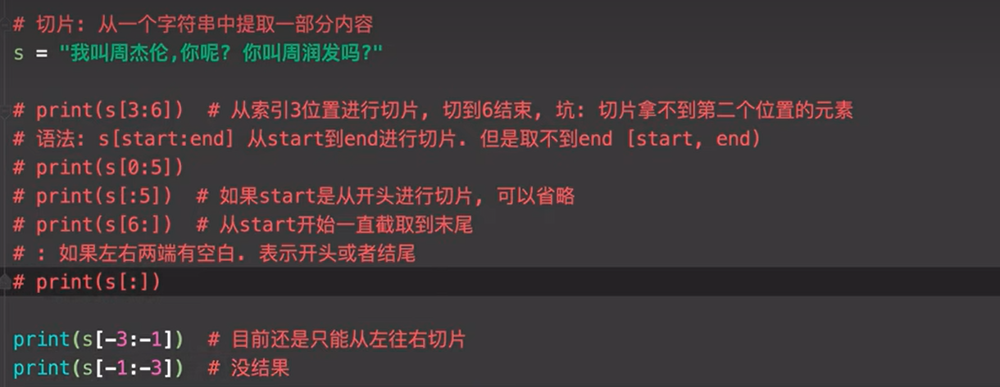 # 切片: 从一个字符串中提取一部分内容
s = "我叫周杰伦,你呢? 你叫周润发吗?"
# print(s[3:6])  # 从索引3位置进行切片, 切到6结束, 坑: 切片拿不到第二个位置的元素
# 语法: s[start:end] 从start到end进行切片. 但是取不到end [start, end)
# print(s[0:5])
# print(s[:5])  # 如果start是从开头进行切片, 可以省略
# print(s[6:])  # 从start开始一直截取到末尾
# : 如果左右两端有空白. 表示开头或者结尾
# print(s[:])
print(s[-3:-1])  # 目前还是只能从左往右切片
print(s[-1:-3])  # 没结果